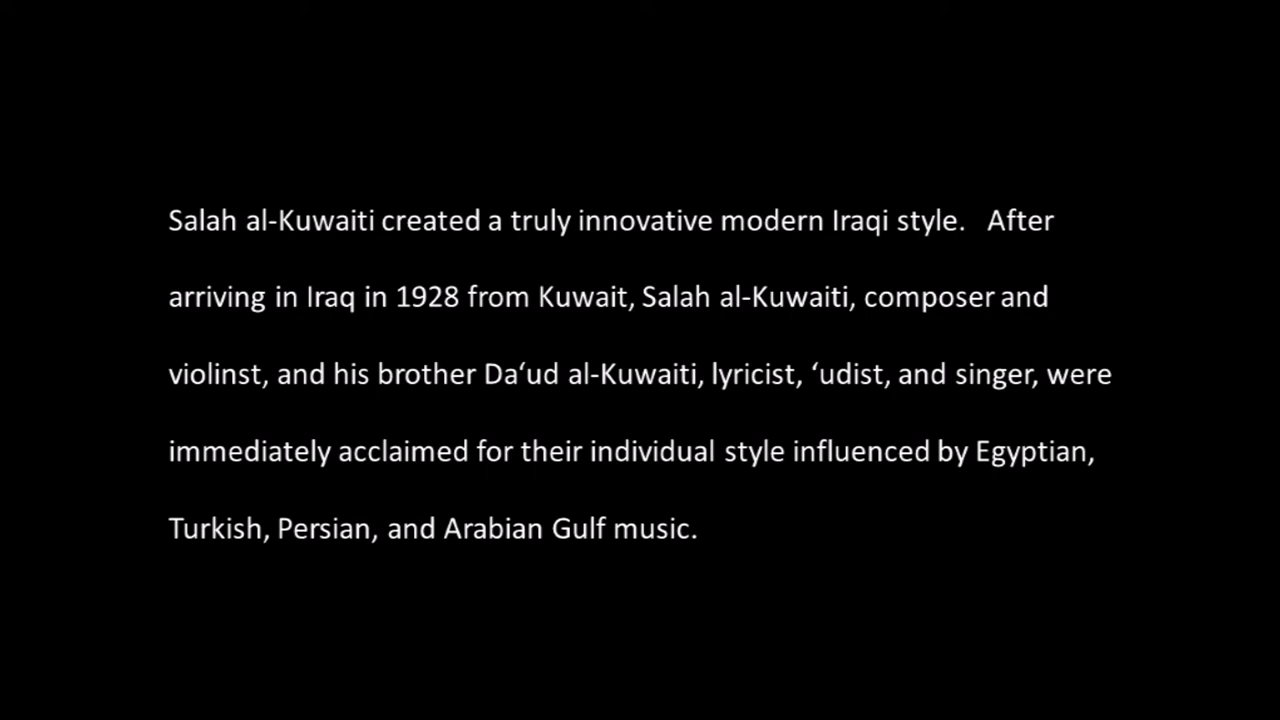 Salah al-Kuwaiti created a truly innovative modern Iraqi style.   After
arriving in Iraq in 1928 from Kuwait, Salah al-Kuwaiti, composer and
violinst, and his brother Da‘ud al-Kuwaiti, lyricist, ‘udist, and singer, were
immediately acclaimed for their individual style influenced by Egyptian,
Turkish, Persian, and Arabian Gulf music.